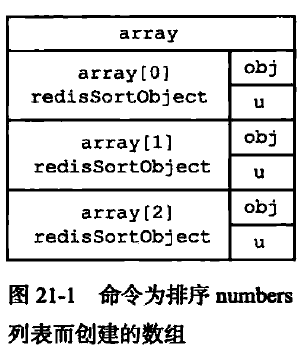 array
array[0]
redisSortObject
obj
u
array[1]
redisSortObject
obj
u
array[2]
redisSortObject
obj
u
图 21-1 命令为排序 numbers
列表而创建的数组